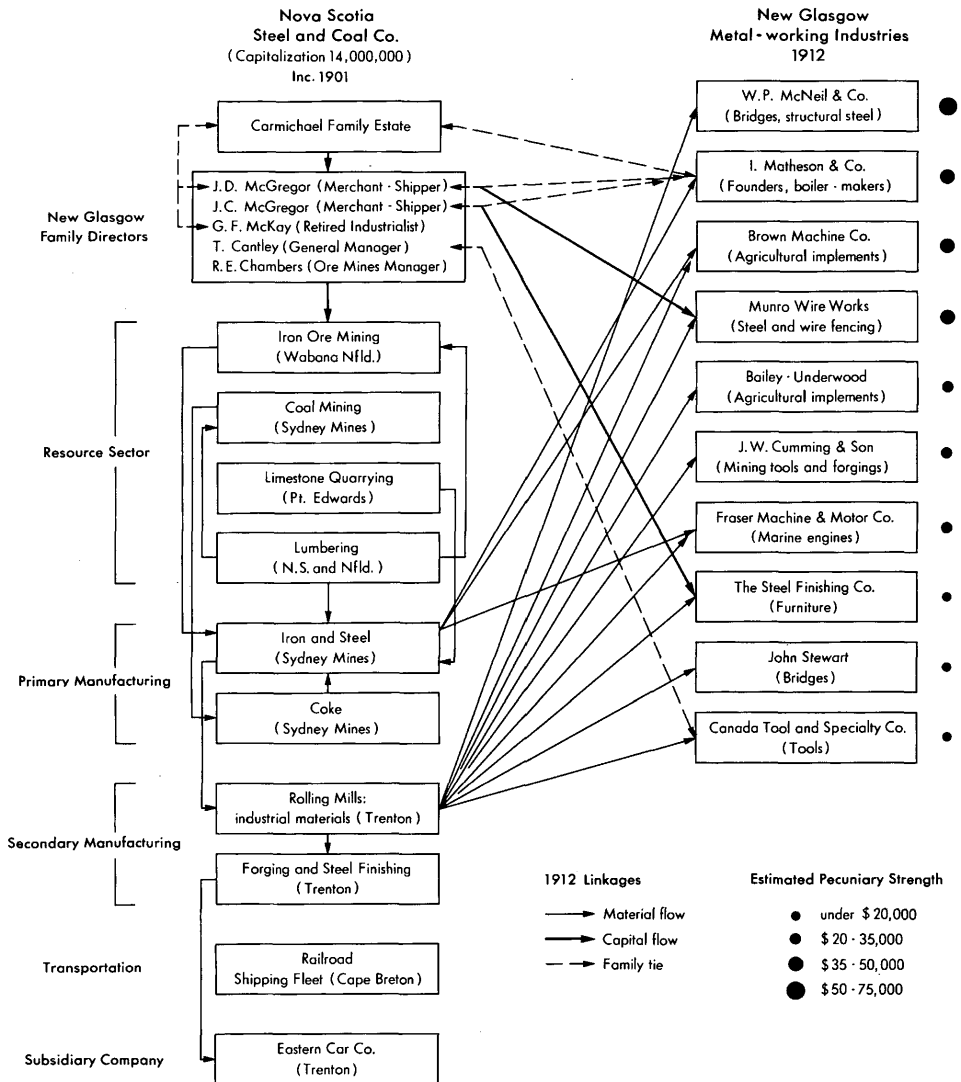 Nova Scotia
Steel and Coal Co.
(Capitalization 14,000,000)
Inc. 1901
Carmichael Family Estate
New Glasgow
Family Directors
J.D. McGregor (Merchant - Shipper)
J.C. McGregor (Merchant - Shipper)
G.F. McKay (Retired Industrialist)
T. Cantley (General Manager)
R.E. Chambers (Ore Mines Manager)
Resource Sector
Iron Ore Mining
(Wabana Nfld.)
Coal Mining
(Sydney Mines)
Limestone Quarrying
(Pt. Edwards)
Lumbering
(N.S. and Nfld.)
Primary Manufacturing
Iron and Steel
(Sydney Mines)
Coke
(Sydney Mines)
Secondary Manufacturing
Rolling Mills:
industrial materials (Trenton)
Forging and Steel Finishing
(Trenton)
Transportation
Railroad
Shipping Fleet (Cape Breton)
Subsidiary Company
Eastern Car Co.
(Trenton)
New Glasgow
Metal - working Industries
1912
W.P. McNeil & Co.
(Bridges, structural steel)
I. Matheson & Co.
(Founders, boiler - makers)
Brown Machine Co.
(Agricultural implements)
Munro Wire Works
(Steel and wire fencing)
Bailey - Underwood
(Agricultural implements)
J.W. Cumming & Son
(Mining tools and forgings)
Fraser Machine & Motor Co.
(Marine engines)
The Steel Finishing Co.
(Furniture)
John Stewart
(Bridges)
Canada Tool and Specialty Co.
(Tools)
1912 Linkages
Material flow
Capital flow
Family tie
Estimated Pecuniary Strength
under $20,000
$20 - 35,000
$35 - 50,000
$50 - 75,000